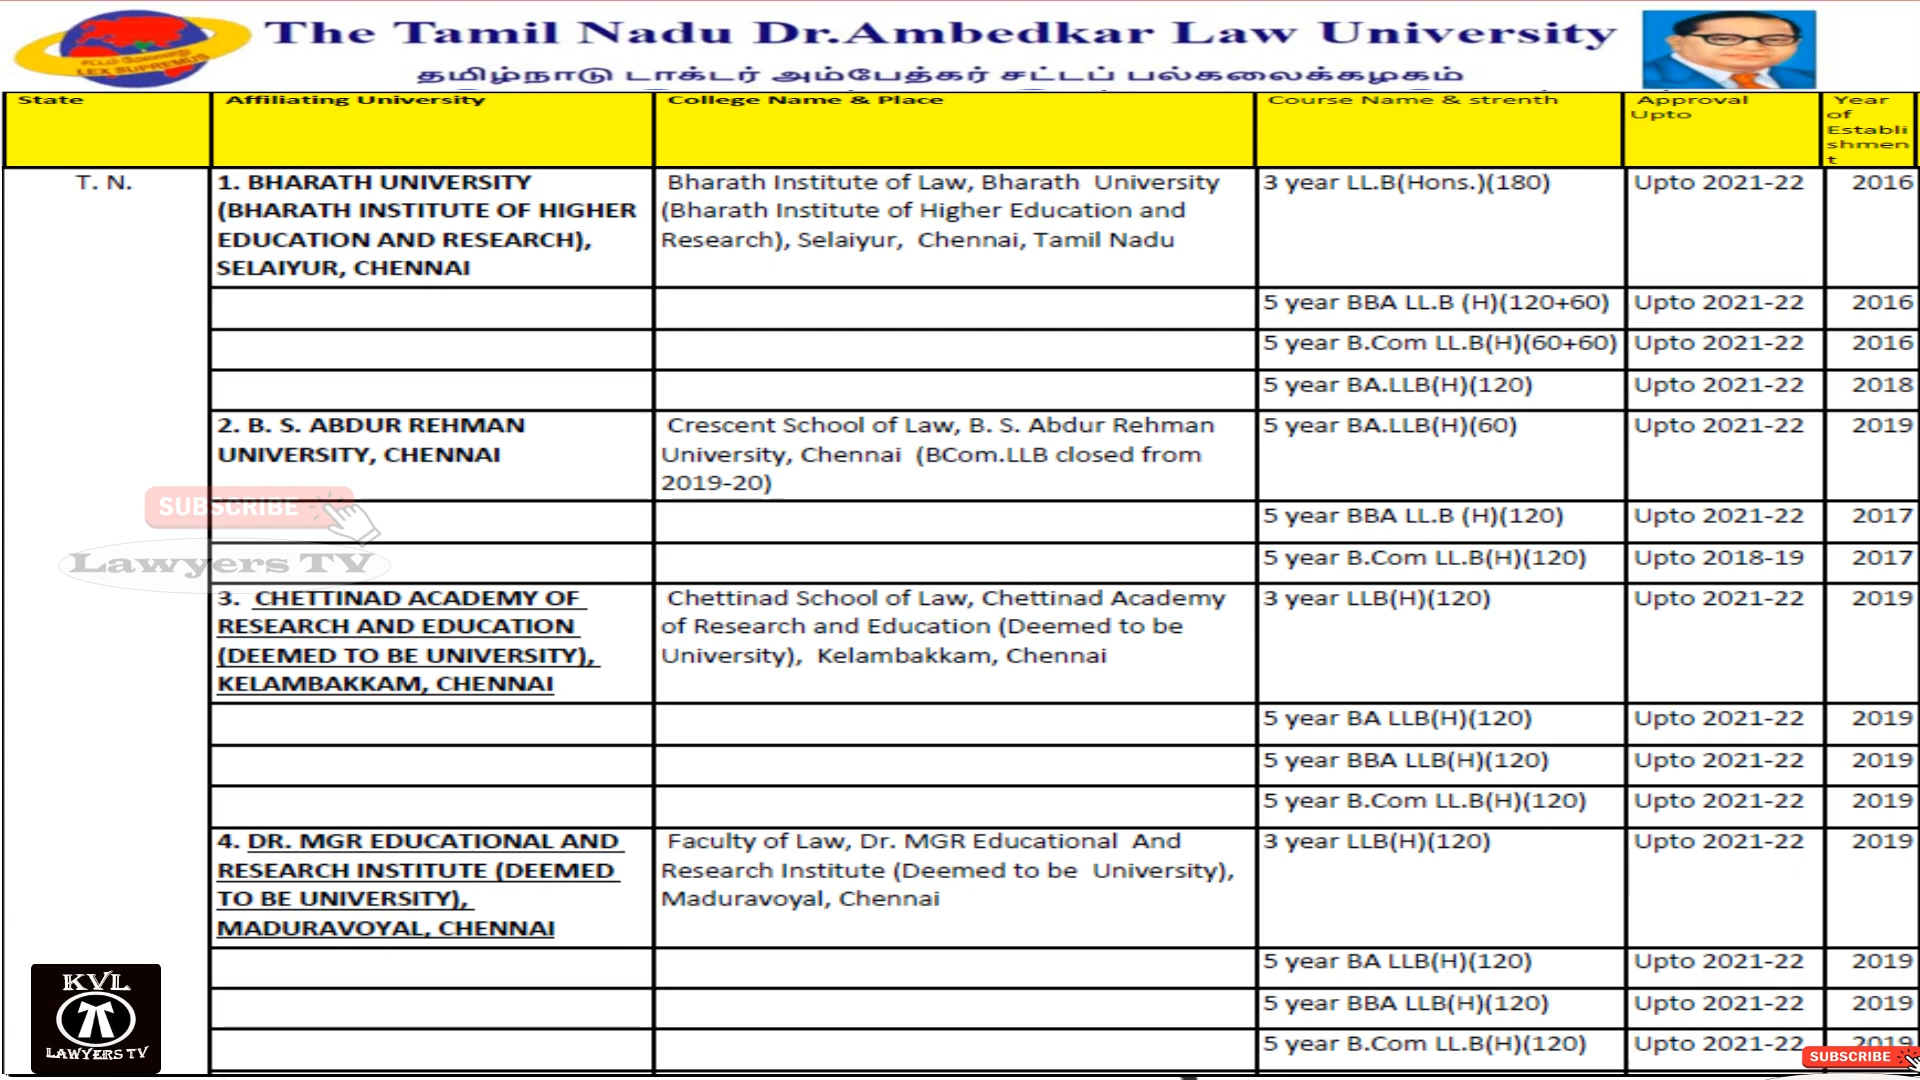 The Tamil Nadu Dr.Ambedkar Law University
தமிழ்நாடு டாக்டர் அம்பேத்கர் சட்டப் பல்கலைக்கழகம்
LEX SUPREMUS
State
Affiliating University
College Name & Place
Course Name & strenth
Approval
Upto
Year
of
Establi
shmen
t
T. N.
1. BHARATH UNIVERSITY
(BHARATH INSTITUTE OF HIGHER
EDUCATION AND RESEARCH),
SELAIYUR, CHENNAI
Bharath Institute of Law, Bharath University
(Bharath Institute of Higher Education and
Research), Selaiyur, Chennai, Tamil Nadu
3 year LL.B(Hons.)(180)
Upto 2021-22
2016
5 year BBA LL.B (H)(120+60)
Upto 2021-22
2016
5 year B.Com LL.B(H)(60+60)
Upto 2021-22
2016
5 year BA.LLB(H)(120)
Upto 2021-22
2018
2. B. S. ABDUR REHMAN
UNIVERSITY, CHENNAI
Crescent School of Law, B. S. Abdur Rehman
University, Chennai (BCom.LLB closed from
2019-20)
5 year BA.LLB(H)(60)
Upto 2021-22
2019
SUBSCRIBE
5 year BBA LL.B (H)(120)
Upto 2021-22
2017
Lawyers TV
5 year B.Com LL.B(H)(120)
Upto 2018-19
2017
3. CHETTINAD ACADEMY OF
RESEARCH AND EDUCATION
(DEEMED TO BE UNIVERSITY),
KELAMBAKKAM, CHENNAI
Chettinad School of Law, Chettinad Academy
of Research and Education (Deemed to be
University), Kelambakkam, Chennai
3 year LLB(H)(120)
Upto 2021-22
2019
5 year BA LLB(H)(120)
Upto 2021-22
2019
5 year BBA LLB(H)(120)
Upto 2021-22
2019
5 year B.Com LL.B(H)(120)
Upto 2021-22
2019
4. DR. MGR EDUCATIONAL AND
RESEARCH INSTITUTE (DEEMED
TO BE UNIVERSITY),
MADURAVOYAL, CHENNAI
Faculty of Law, Dr. MGR Educational And
Research Institute (Deemed to be University),
Maduravoyal, Chennai
3 year LLB(H)(120)
Upto 2021-22
2019
5 year BA LLB(H)(120)
Upto 2021-22
2019
5 year BBA LLB(H)(120)
Upto 2021-22
2019
5 year B.Com LL.B(H)(120)
Upto 2021-22
2019
KVL
LAWYERS TV
SUBSCRIBE